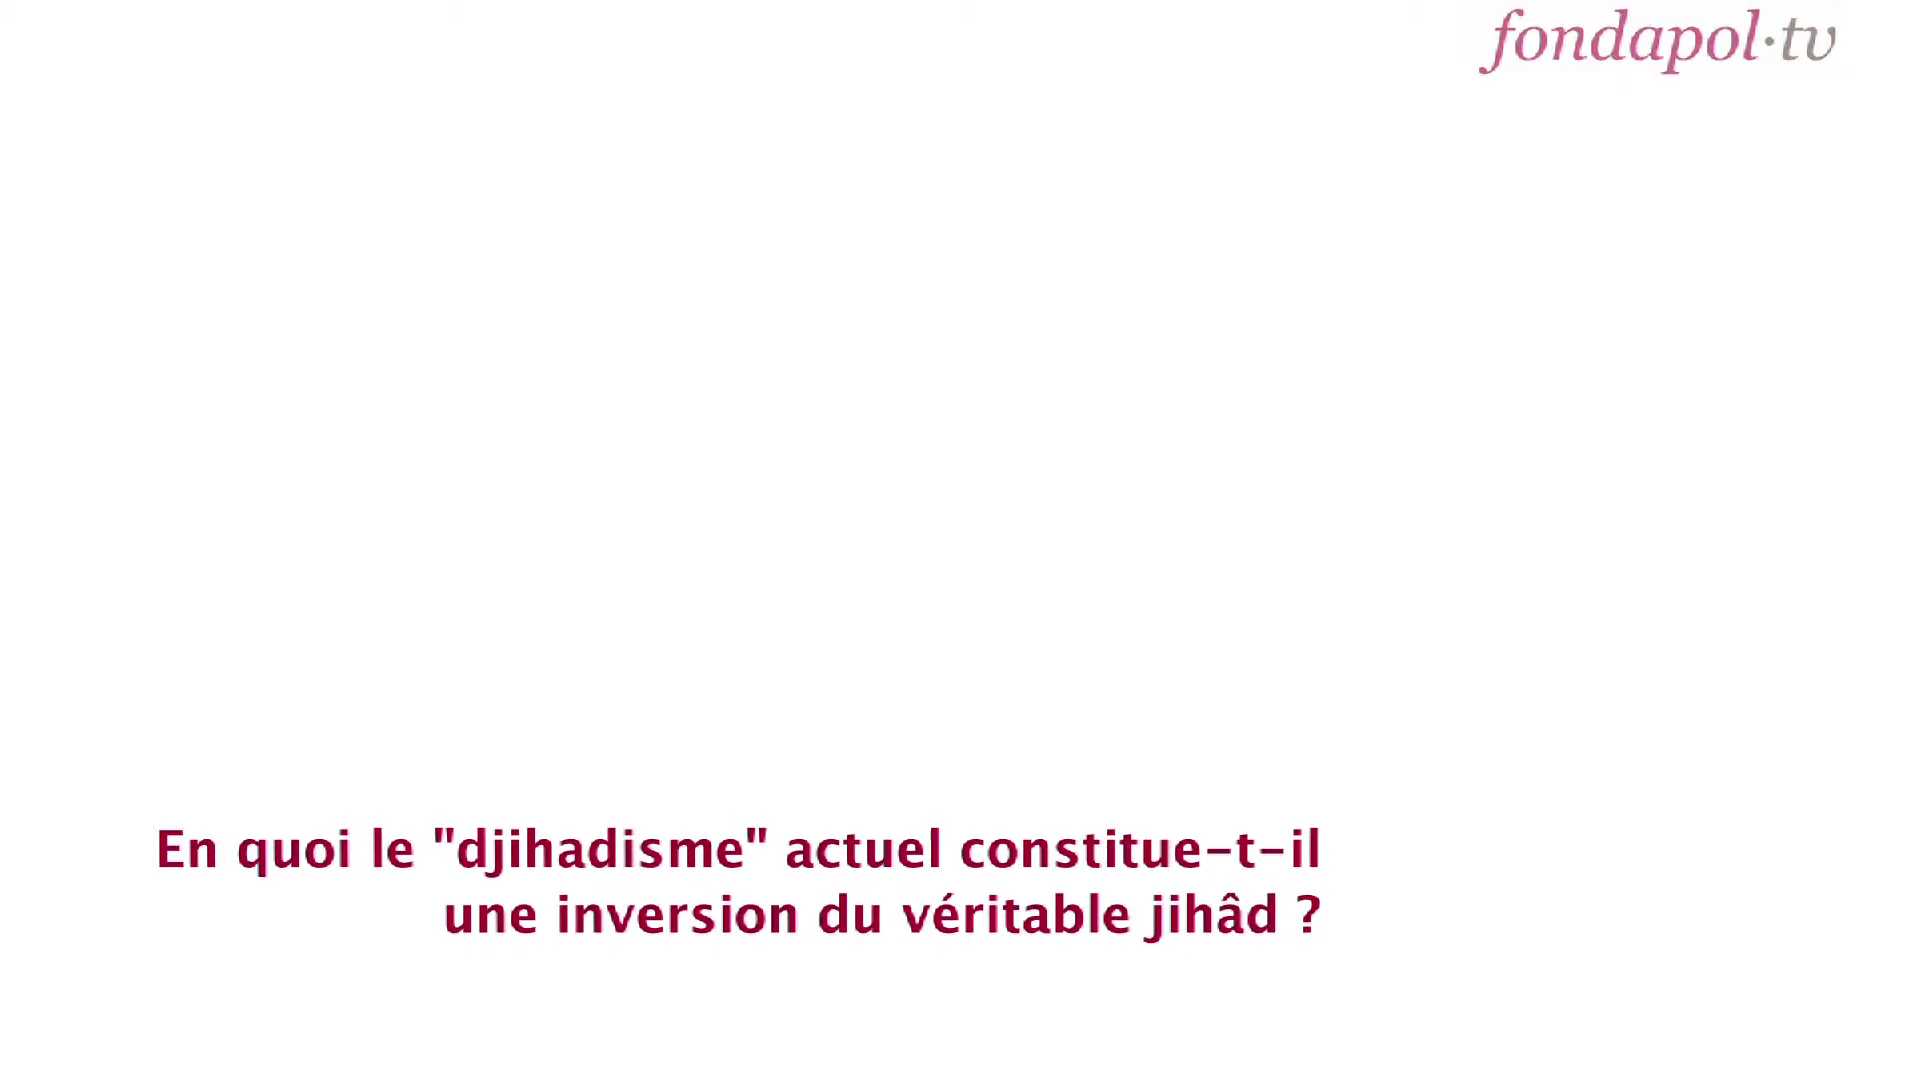 fondapol·tv
En quoi le "djihadisme" actuel constitue-t-il
une inversion du véritable jihâd ?